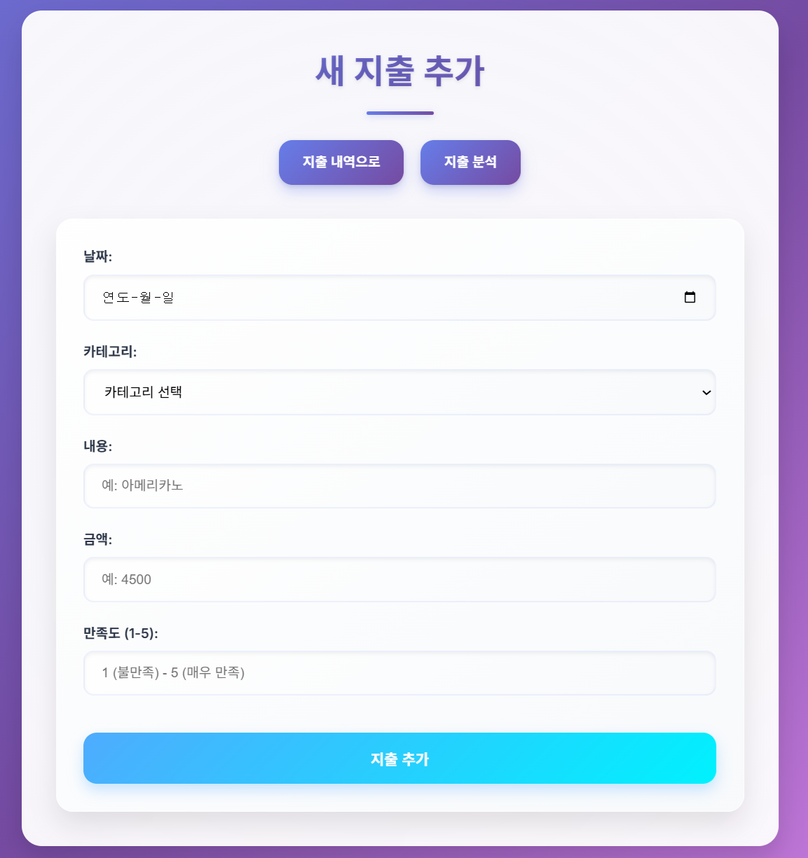 새 지출 추가
지출 내역으로
지출 분석
날짜:
연도-월-일
카테고리:
카테고리 선택
내용:
예: 아메리카노
금액:
예: 4500
만족도 (1-5):
1 (불만족) - 5 (매우 만족)
지출 추가